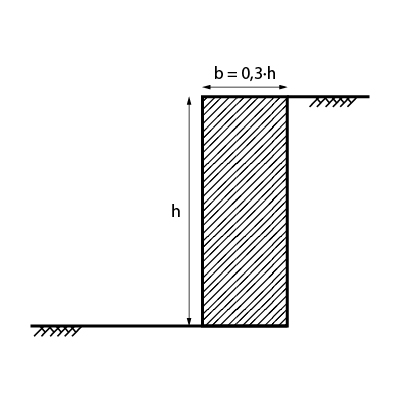 b = 0,3·h
h